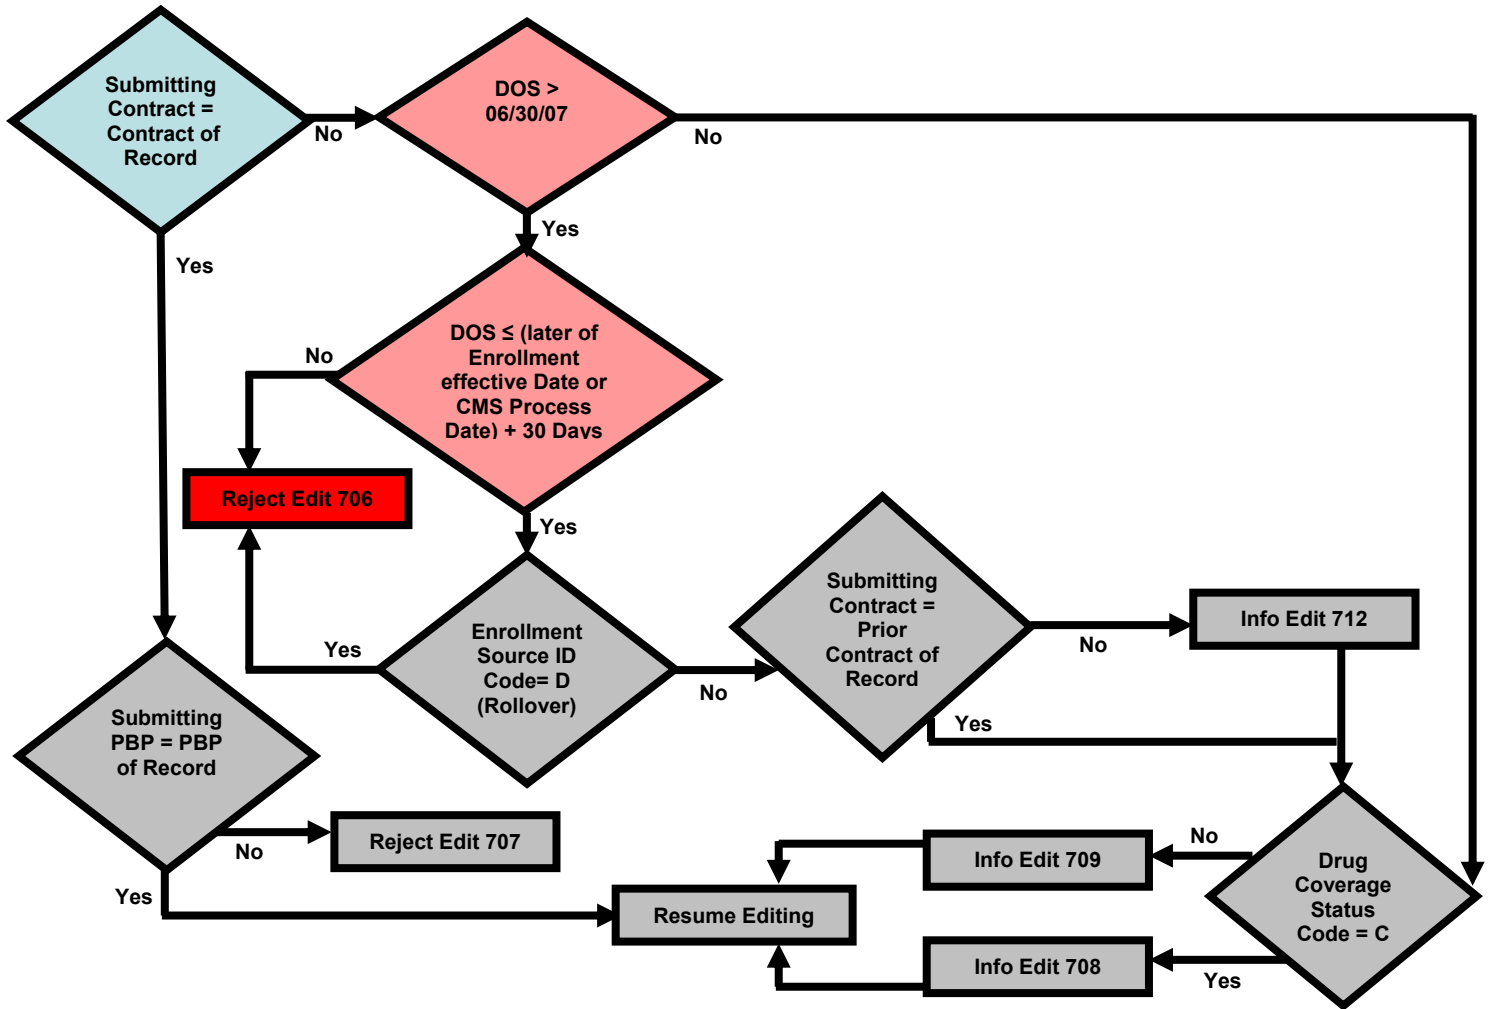 Submitting
Contract =
Contract of
Record
No
DOS >
06/30/07
No
Yes
Yes
DOS ≤ (later of
Enrollment
effective Date or
CMS Process
Date) + 30 Days
No
Reject Edit 706
Yes
Enrollment
Source ID
Code= D
(Rollover)
Yes
No
Submitting
Contract =
Prior
Contract of
Record
No
Info Edit 712
Yes
Submitting
PBP = PBP
of Record
No
Reject Edit 707
Yes
Resume Editing
Info Edit 709
No
Drug
Coverage
Status
Code = C
Info Edit 708
Yes